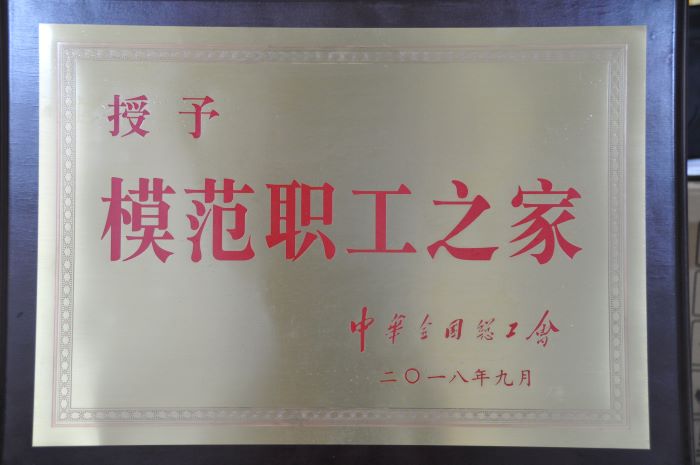 授予
模范职工之家
中华全国总工会
二〇一八年九月